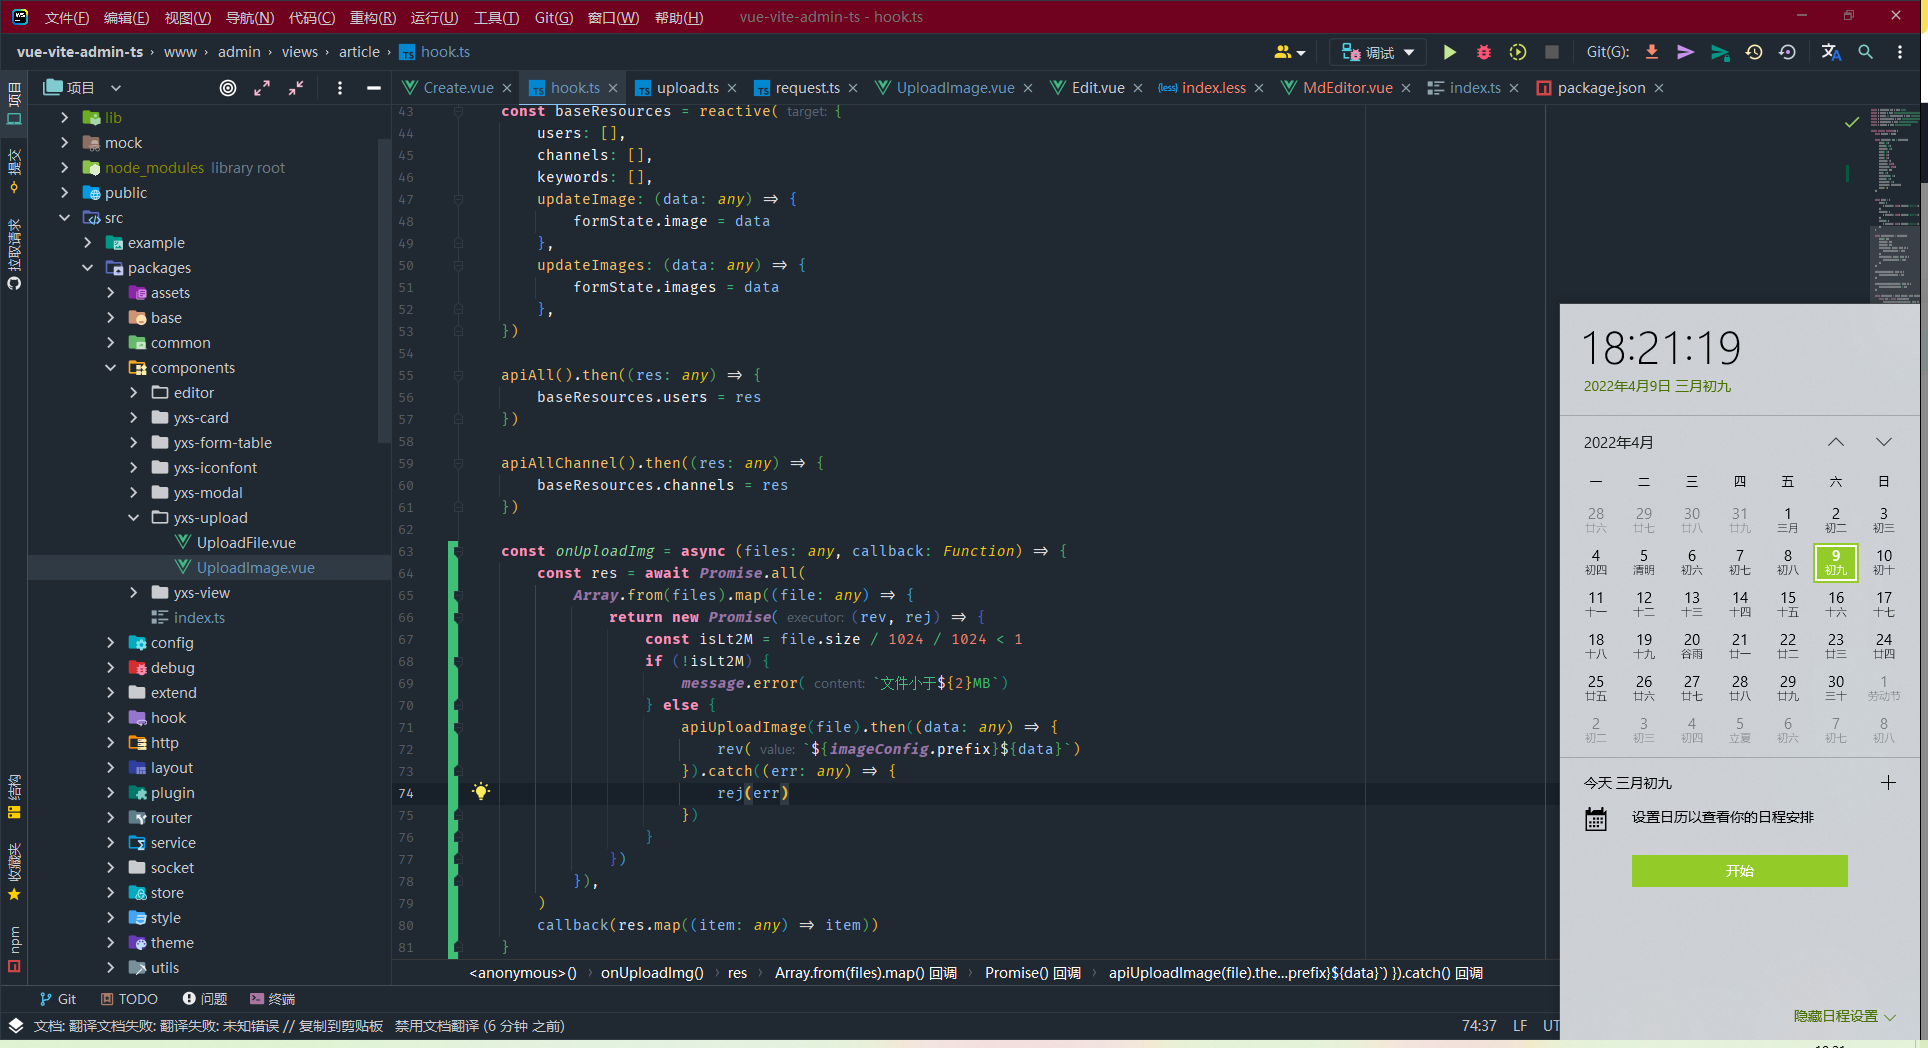 文件(F) 编辑(E) 视图(V) 导航(N) 代码(C) 重构(R) 运行(U) 工具(T) Git(G) 窗口(W) 帮助(H) vue-vite-admin-ts - hook.ts
vue-vite-admin-ts › www › admin › views › article › hook.ts
调试 Git(G):
项目
Create.vue hook.ts upload.ts request.ts UploadImage.vue Edit.vue index.less MdEditor.vue index.ts package.json
项目
提交
拉取请求
结构
收藏夹
npm
lib
mock
node_modules library root
public
src
example
packages
assets
base
common
components
editor
yxs-card
yxs-form-table
yxs-iconfont
yxs-modal
yxs-upload
UploadFile.vue
UploadImage.vue
yxs-view
index.ts
config
debug
extend
hook
http
layout
plugin
router
service
socket
store
style
theme
utils
43 const baseResources = reactive( target: {
44 users: [],
45 channels: [],
46 keywords: [],
47 updateImage: (data: any) ⇒ {
48 formState.image = data
49 },
50 updateImages: (data: any) ⇒ {
51 formState.images = data
52 },
53 })
54
55 apiAll().then((res: any) ⇒ {
56 baseResources.users = res
57 })
58
59 apiAllChannel().then((res: any) ⇒ {
60 baseResources.channels = res
61 })
62
63 const onUploadImg = async (files: any, callback: Function) ⇒ {
64 const res = await Promise.all(
65 Array.from(files).map((file: any) ⇒ {
66 return new Promise( executor: (rev, rej) ⇒ {
67 const isLt2M = file.size / 1024 / 1024 < 1
68 if (!isLt2M) {
69 message.error( content: `文件小于${2}MB`)
70 } else {
71 apiUploadImage(file).then((data: any) ⇒ {
72 rev( value: `${imageConfig.prefix}${data}`)
73 }).catch((err: any) ⇒ {
74 rej(err)
75 })
76 }
77 })
78 }),
79 )
80 callback(res.map((item: any) ⇒ item))
81 }
<anonymous>() › onUploadImg() › res › Array.from(files).map() 回调 › Promise() 回调 › apiUploadImage(file).the...prefix}${data}`) }).catch() 回调
Git TODO 问题 终端
文档: 翻译文档失败: 翻译失败: 未知错误 // 复制到剪贴板 禁用文档翻译 (6 分钟 之前)
74:37 LF UT
18:21:19
2022年4月9日 三月初九
2022年4月
一 二 三 四 五 六 日
28 29 30 31 1 2 3
廿六 廿七 廿八 廿九 三月 初二 初三
4 5 6 7 8 9 10
初四 清明 初六 初七 初八 初九 初十
11 12 13 14 15 16 17
十一 十二 十三 十四 十五 十六 十七
18 19 20 21 22 23 24
十八 十九 谷雨 廿一 廿二 廿三 廿四
25 26 27 28 29 30 1
廿五 廿六 廿七 廿八 廿九 三十 劳动节
2 3 4 5 6 7 8
初二 初三 初四 立夏 初六 初七 初八
今天 三月初九
设置日历以查看你的日程安排
开始
隐藏日程设置